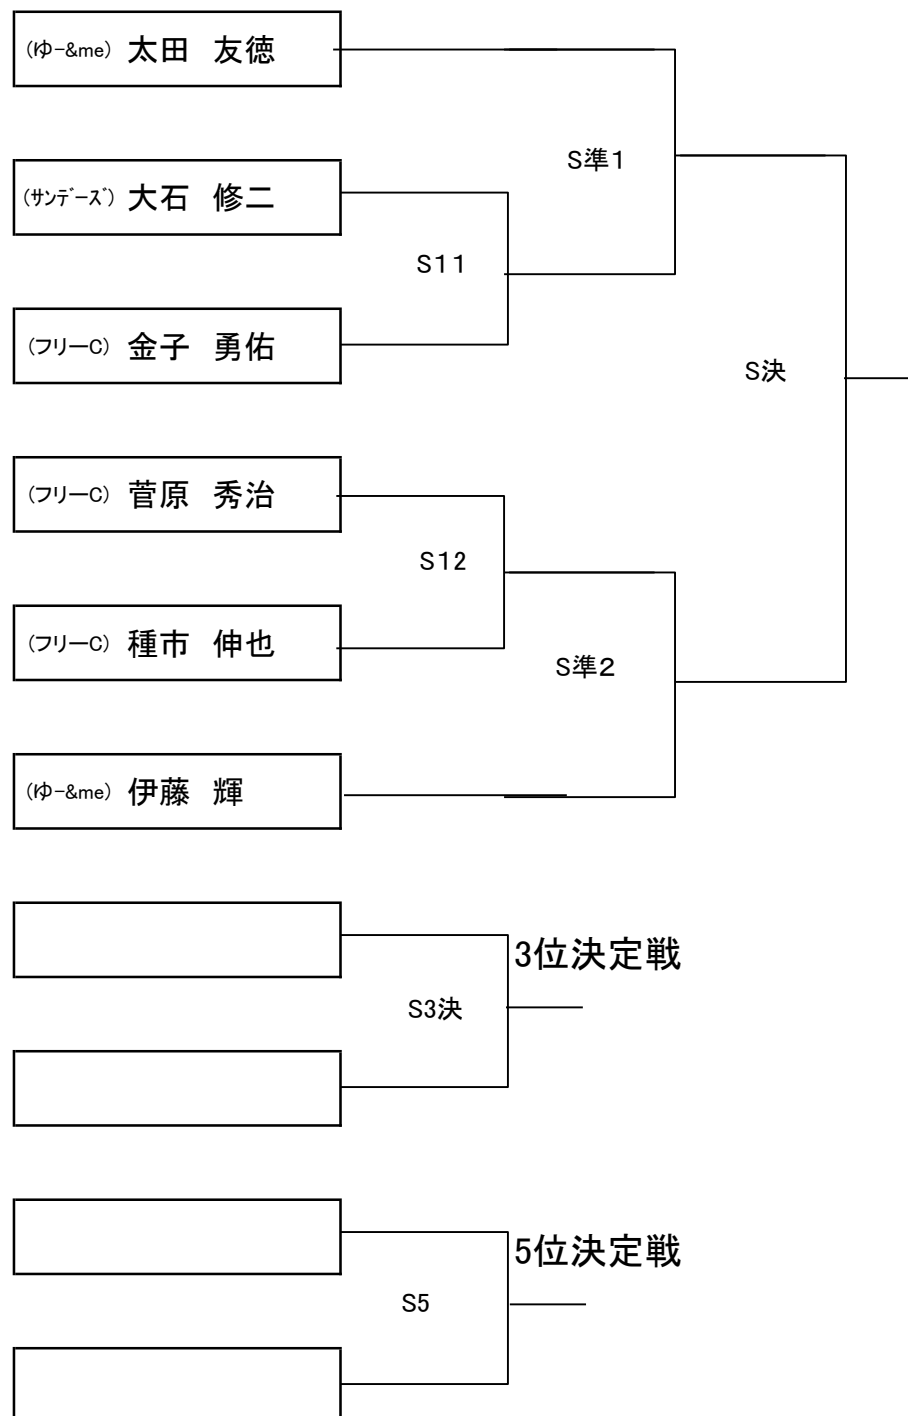 (ゆｰ&me) 太田　友徳
S準1
(ｻﾝﾃﾞｰｽﾞ) 大石　修二
S11
(フリーC) 金子　勇佑
S決
(フリーC) 菅原　秀治
S12
(フリーC) 種市　伸也
S準2
(ゆｰ&me) 伊藤　輝
3位決定戦
S3決
5位決定戦
S5